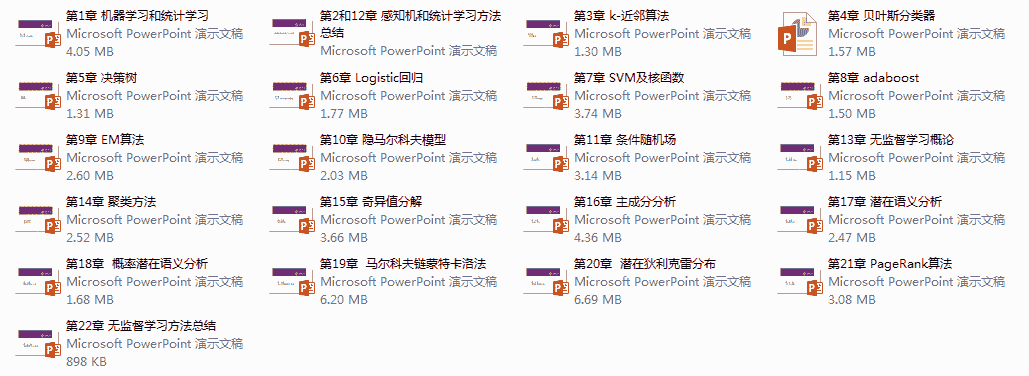 第1章 机器学习和统计学习
Microsoft PowerPoint 演示文稿
4.05 MB
第2和12章 感知机和统计学习方法
总结
Microsoft PowerPoint 演示文稿
第3章 k-近邻算法
Microsoft PowerPoint 演示文稿
1.30 MB
第4章 贝叶斯分类器
Microsoft PowerPoint 演示文稿
1.57 MB
第5章 决策树
Microsoft PowerPoint 演示文稿
1.31 MB
第6章 Logistic回归
Microsoft PowerPoint 演示文稿
1.77 MB
第7章 SVM及核函数
Microsoft PowerPoint 演示文稿
3.74 MB
第8章 adaboost
Microsoft PowerPoint 演示文稿
1.50 MB
第9章 EM算法
Microsoft PowerPoint 演示文稿
2.60 MB
第10章 隐马尔科夫模型
Microsoft PowerPoint 演示文稿
2.03 MB
第11章 条件随机场
Microsoft PowerPoint 演示文稿
3.14 MB
第13章 无监督学习概论
Microsoft PowerPoint 演示文稿
1.15 MB
第14章 聚类方法
Microsoft PowerPoint 演示文稿
2.52 MB
第15章 奇异值分解
Microsoft PowerPoint 演示文稿
3.66 MB
第16章 主成分分析
Microsoft PowerPoint 演示文稿
4.36 MB
第17章 潜在语义分析
Microsoft PowerPoint 演示文稿
2.47 MB
第18章 概率潜在语义分析
Microsoft PowerPoint 演示文稿
1.68 MB
第19章 马尔科夫链蒙特卡洛法
Microsoft PowerPoint 演示文稿
6.20 MB
第20章 潜在狄利克雷分布
Microsoft PowerPoint 演示文稿
6.69 MB
第21章 PageRank算法
Microsoft PowerPoint 演示文稿
3.08 MB
第22章 无监督学习方法总结
Microsoft PowerPoint 演示文稿
898 KB